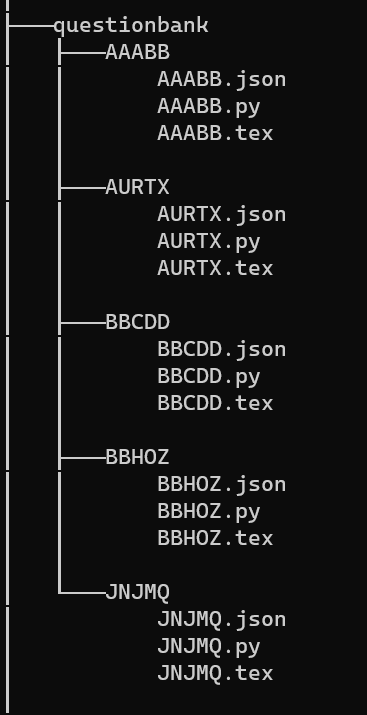 questionbank
AAABB
AAABB.json
AAABB.py
AAABB.tex
AURTX
AURTX.json
AURTX.py
AURTX.tex
BBCDD
BBCDD.json
BBCDD.py
BBCDD.tex
BBHOZ
BBHOZ.json
BBHOZ.py
BBHOZ.tex
JNJMQ
JNJMQ.json
JNJMQ.py
JNJMQ.tex